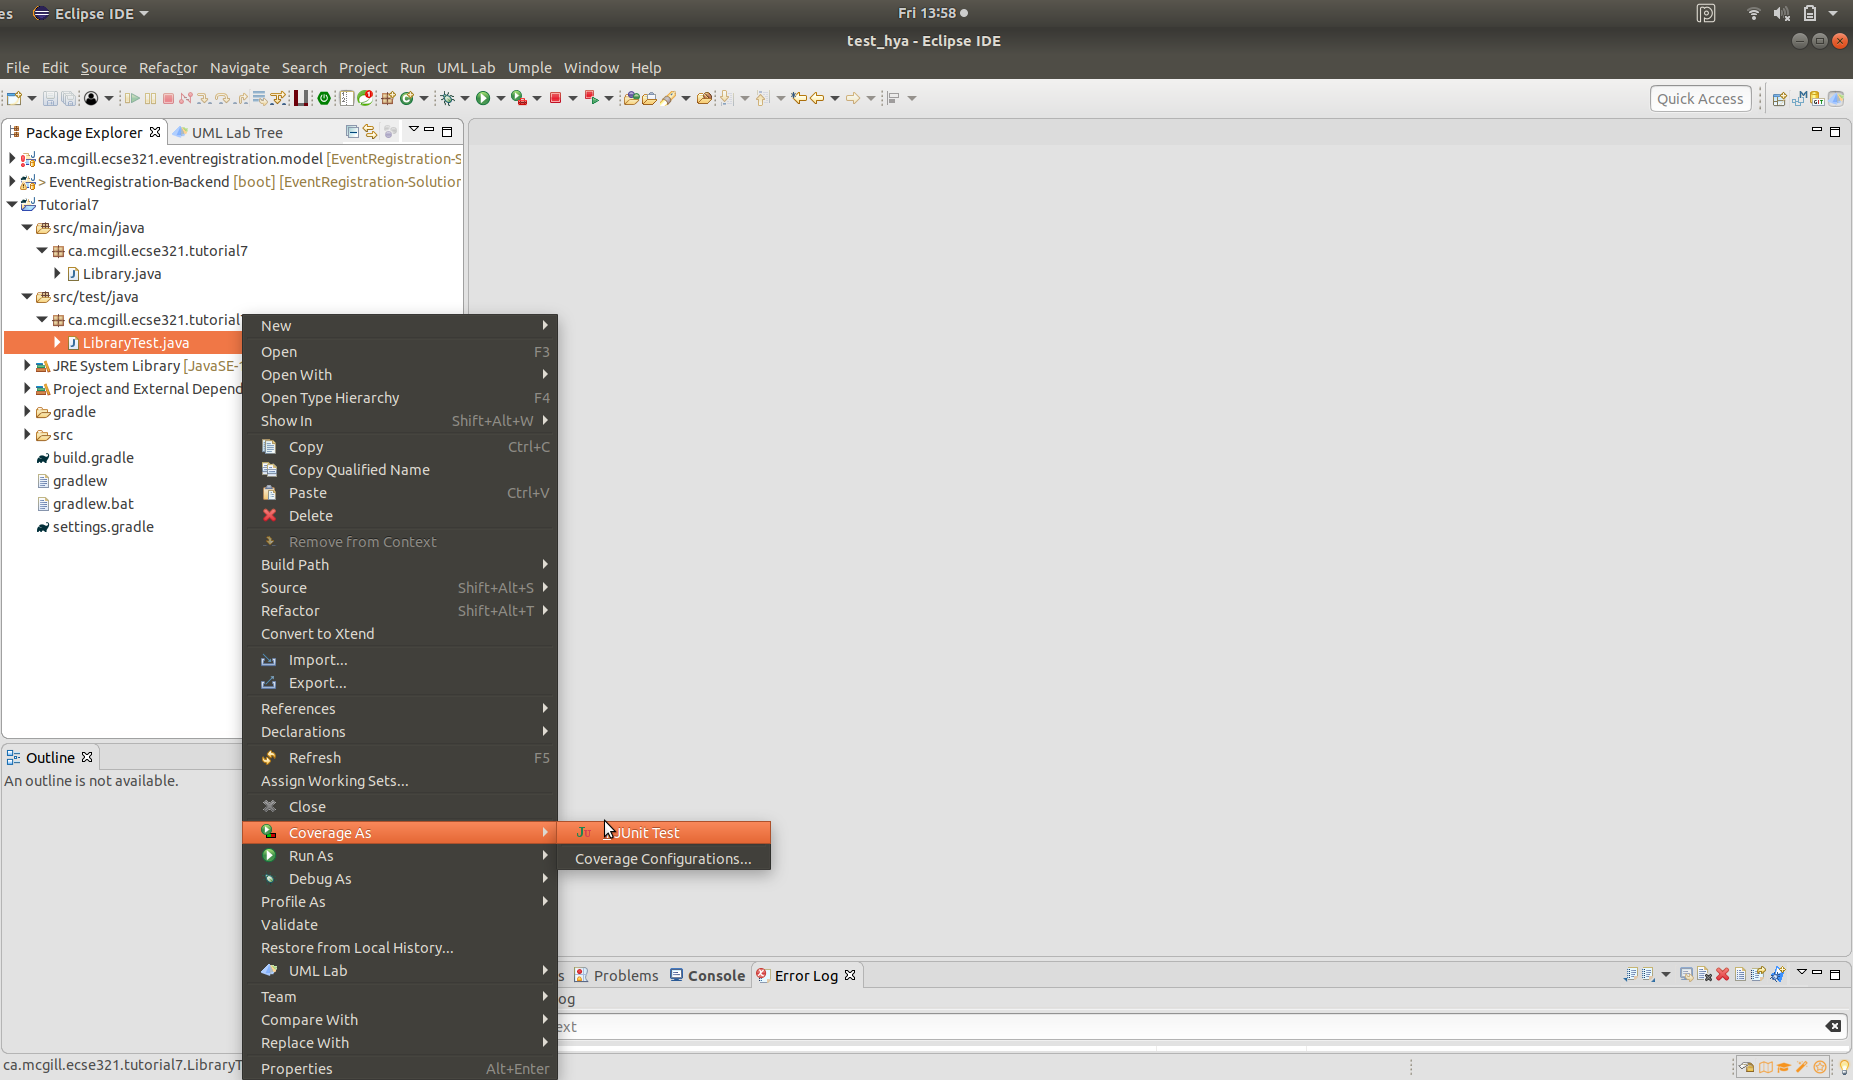 es Eclipse IDE Fri 13:58
test_hya - Eclipse IDE
File Edit Source Refactor Navigate Search Project Run UML Lab Umple Window Help
Quick Access
Package Explorer UML Lab Tree
ca.mcgill.ecse321.eventregistration.model [EventRegistration-S
> EventRegistration-Backend [boot] [EventRegistration-Solution
Tutorial7
src/main/java
ca.mcgill.ecse321.tutorial7
Library.java
src/test/java
ca.mcgill.ecse321.tutorial
LibraryTest.java
JRE System Library [JavaSE-1
Project and External Depend
gradle
src
build.gradle
gradlew
gradlew.bat
settings.gradle
New
Open F3
Open With
Open Type Hierarchy F4
Show In Shift+Alt+W
Copy Ctrl+C
Copy Qualified Name
Paste Ctrl+V
Delete
Remove from Context
Build Path
Source Shift+Alt+S
Refactor Shift+Alt+T
Convert to Xtend
Import...
Export...
References
Declarations
Refresh F5
Assign Working Sets...
Close
Coverage As
Run As
Debug As
Profile As
Validate
Restore from Local History...
UML Lab
Team
Compare With
Replace With
Properties Alt+Enter
JUnit Test
Coverage Configurations...
Outline
An outline is not available.
s Problems Console Error Log
og
ext
ca.mcgill.ecse321.tutorial7.LibraryT